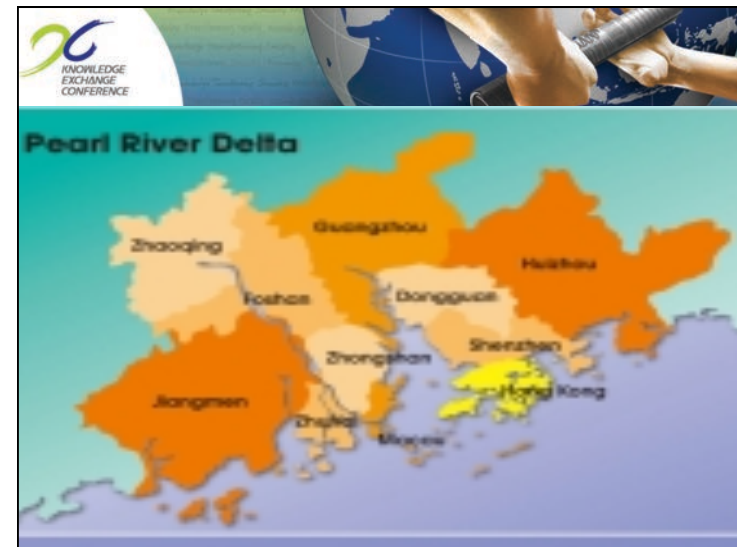 KNOWLEDGE
EXCHANGE
CONFERENCE
Pearl River Delta
Guangzhou
Zhaoqing
Huizhou
Foshan
Dongguan
Shenzhen
Zhongshan
Hong Kong
Jiangmen
Zhuhai
Macau